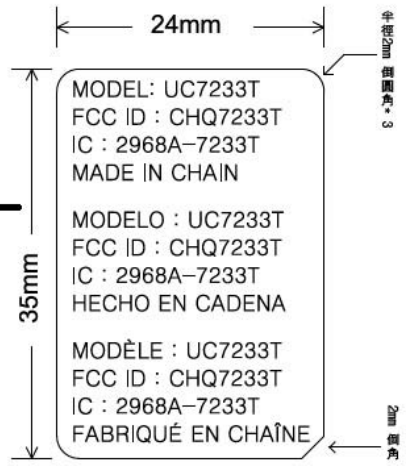 24mm
半徑2mm 倒圓角* 3
35mm
MODEL: UC7233T
FCC ID : CHQ7233T
IC : 2968A-7233T
MADE IN CHAIN
MODELO : UC7233T
FCC ID : CHQ7233T
IC : 2968A-7233T
HECHO EN CADENA
MODÈLE : UC7233T
FCC ID : CHQ7233T
IC : 2968A-7233T
FABRIQUÉ EN CHAÎNE
2mm 倒角